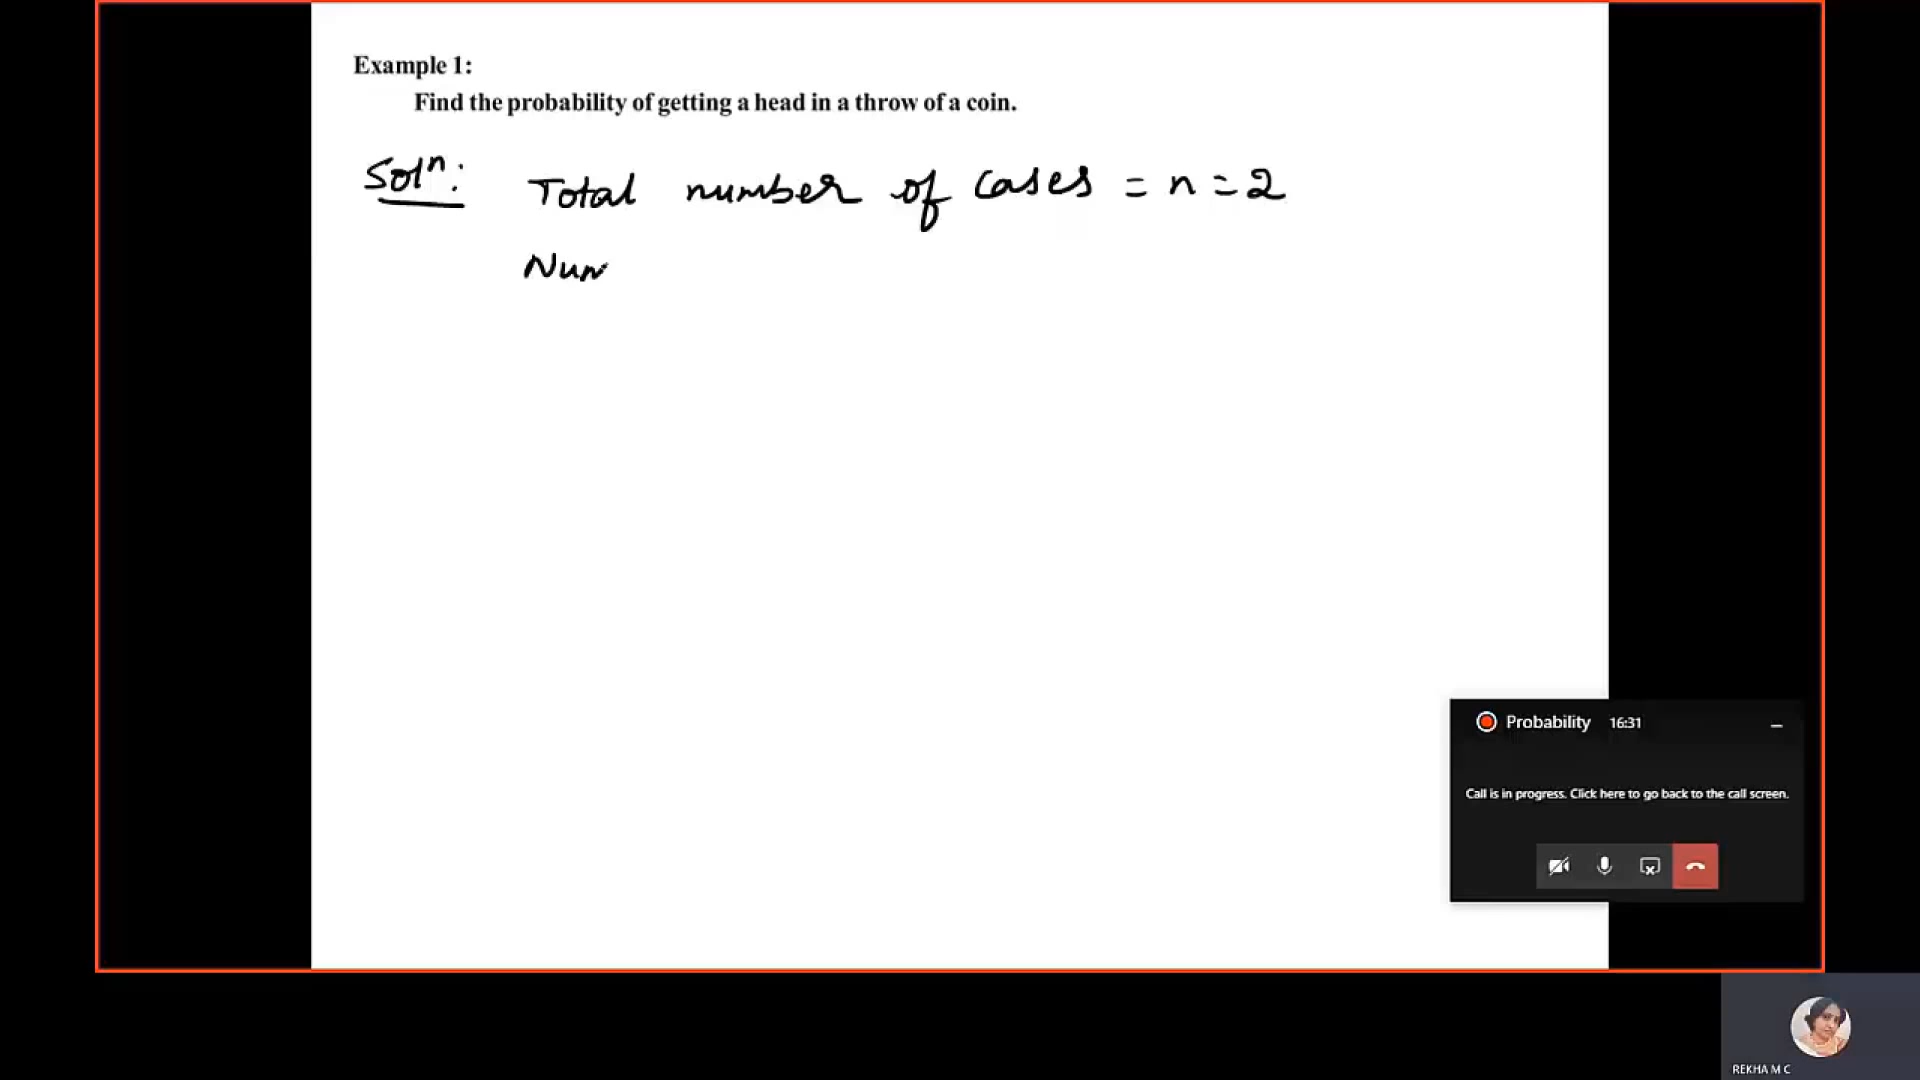 Example 1:
Find the probability of getting a head in a throw of a coin.
Solⁿ: Total number of cases = n = 2
Num
Probability 16:31
Call is in progress. Click here to go back to the call screen.
REKHA M C